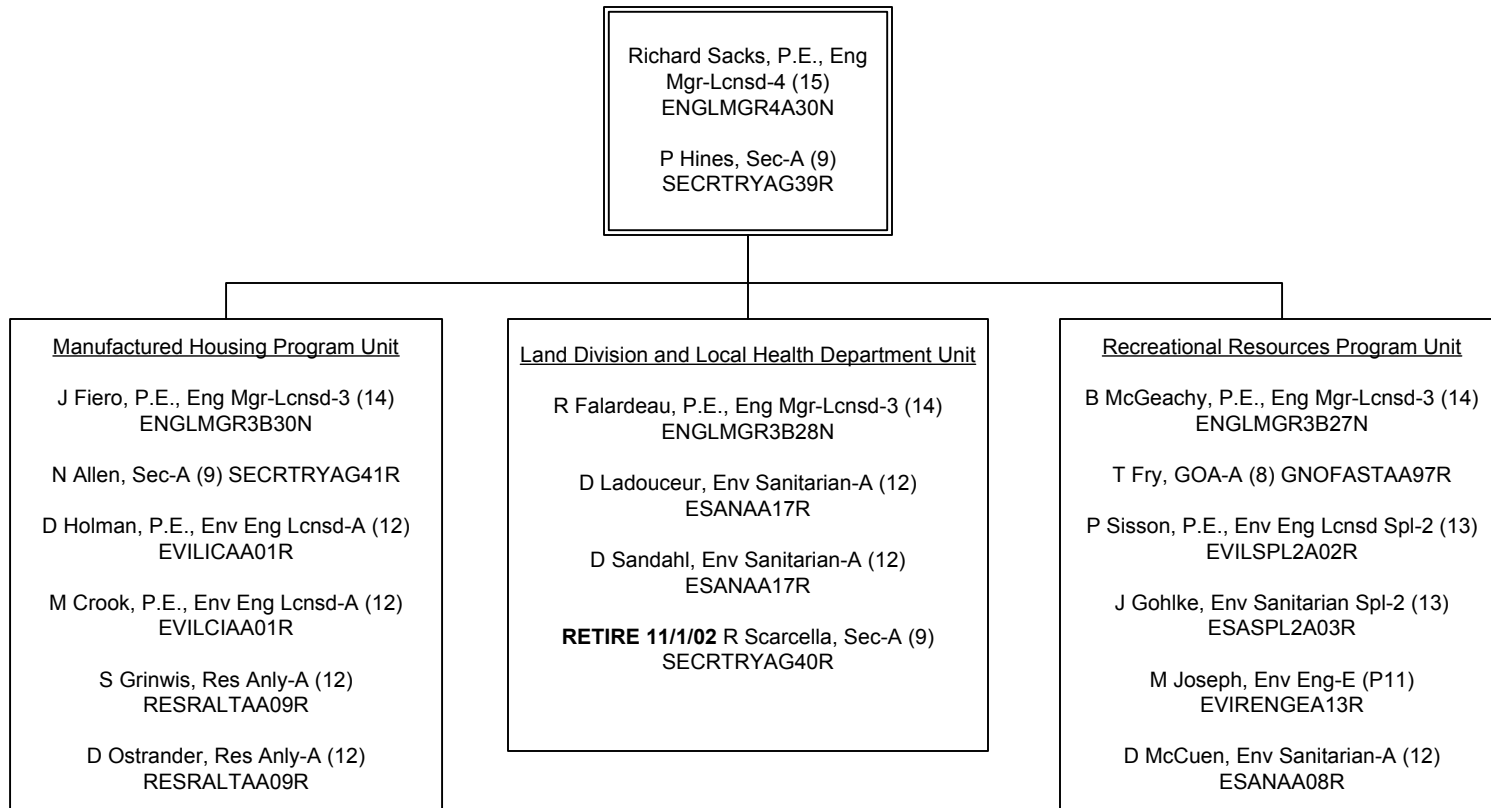 Richard Sacks, P.E., Eng
Mgr-Lcnsd-4 (15)
ENGLMGR4A30N
P Hines, Sec-A (9)
SECRTRYAG39R
Manufactured Housing Program Unit
J Fiero, P.E., Eng Mgr-Lcnsd-3 (14)
ENGLMGR3B30N
N Allen, Sec-A (9) SECRTRYAG41R
D Holman, P.E., Env Eng Lcnsd-A (12)
EVILICAA01R
M Crook, P.E., Env Eng Lcnsd-A (12)
EVILCIAA01R
S Grinwis, Res Anly-A (12)
RESRALTAA09R
D Ostrander, Res Anly-A (12)
RESRALTAA09R
Land Division and Local Health Department Unit
R Falardeau, P.E., Eng Mgr-Lcnsd-3 (14)
ENGLMGR3B28N
D Ladouceur, Env Sanitarian-A (12)
ESANAA17R
D Sandahl, Env Sanitarian-A (12)
ESANAA17R
RETIRE 11/1/02 R Scarcella, Sec-A (9)
SECRTRYAG40R
Recreational Resources Program Unit
B McGeachy, P.E., Eng Mgr-Lcnsd-3 (14)
ENGLMGR3B27N
T Fry, GOA-A (8) GNOFASTAA97R
P Sisson, P.E., Env Eng Lcnsd Spl-2 (13)
EVILSPL2A02R
J Gohlke, Env Sanitarian Spl-2 (13)
ESASPL2A03R
M Joseph, Env Eng-E (P11)
EVIRENGEA13R
D McCuen, Env Sanitarian-A (12)
ESANAA08R